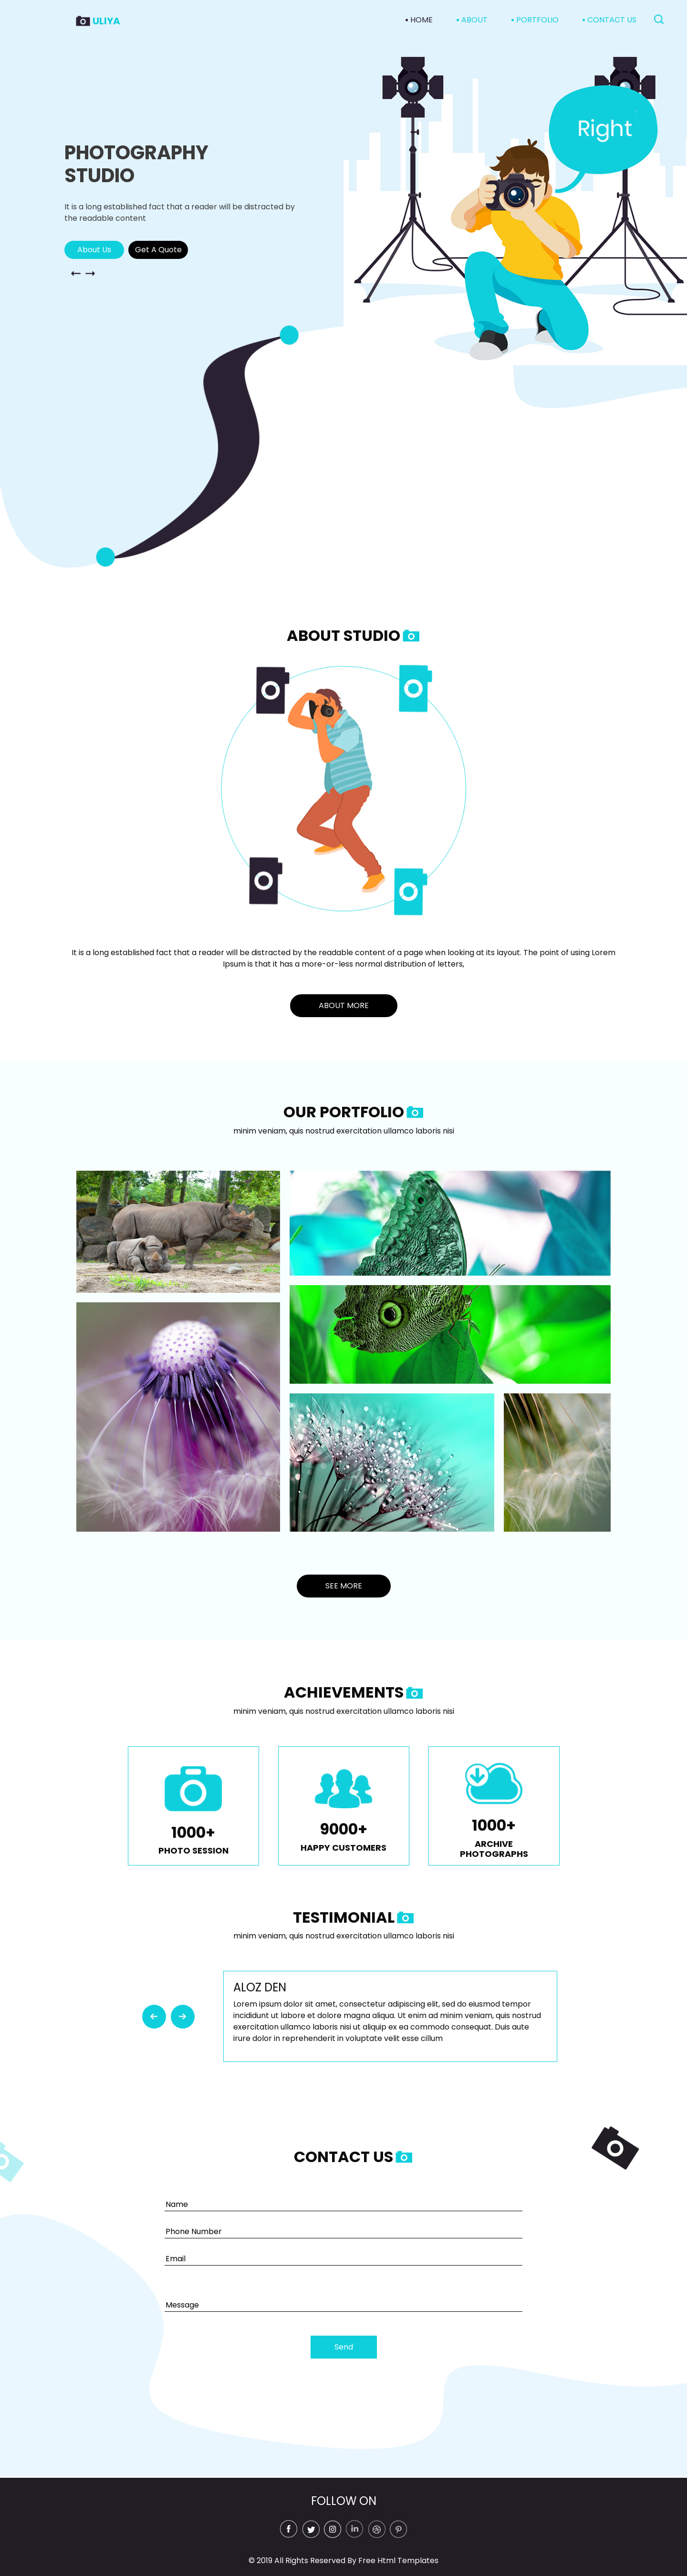 ULIYA
• HOME • ABOUT • PORTFOLIO • CONTACT US
Right
PHOTOGRAPHY
STUDIO
It is a long established fact that a reader will be distracted by
the readable content
About Us Get A Quote
ABOUT STUDIO
It is a long established fact that a reader will be distracted by the readable content of a page when looking at its layout. The point of using Lorem
Ipsum is that it has a more-or-less normal distribution of letters,
ABOUT MORE
OUR PORTFOLIO
minim veniam, quis nostrud exercitation ullamco laboris nisi
SEE MORE
ACHIEVEMENTS
minim veniam, quis nostrud exercitation ullamco laboris nisi
1000+
PHOTO SESSION
9000+
HAPPY CUSTOMERS
1000+
ARCHIVE
PHOTOGRAPHS
TESTIMONIAL
minim veniam, quis nostrud exercitation ullamco laboris nisi
ALOZ DEN
Lorem ipsum dolor sit amet, consectetur adipiscing elit, sed do eiusmod tempor
incididunt ut labore et dolore magna aliqua. Ut enim ad minim veniam, quis nostrud
exercitation ullamco laboris nisi ut aliquip ex ea commodo consequat. Duis aute
irure dolor in reprehenderit in voluptate velit esse cillum
CONTACT US
Name
Phone Number
Email
Message
Send
FOLLOW ON
© 2019 All Rights Reserved By Free Html Templates